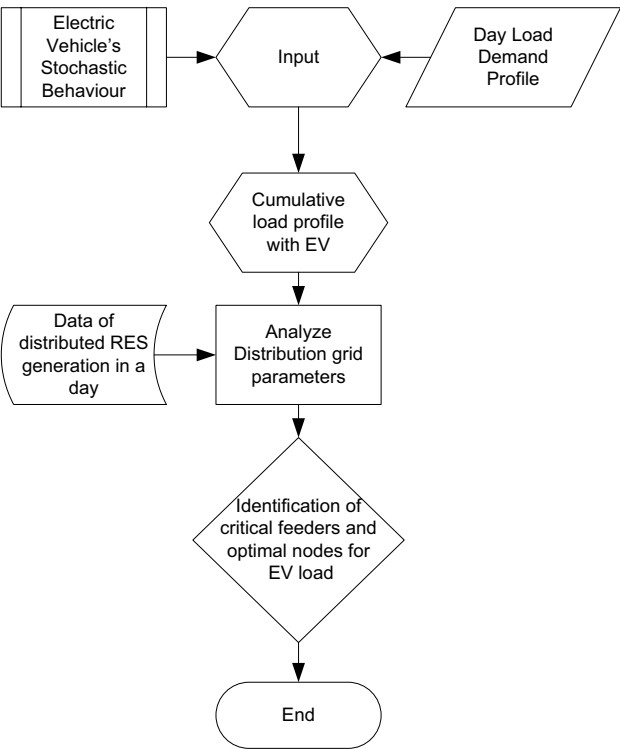 Electric
Vehicle's
Stochastic
Behaviour
Input
Day Load
Demand
Profile
Cumulative
load profile
with EV
Data of
distributed RES
generation in a
day
Analyze
Distribution grid
parameters
Identification of
critical feeders and
optimal nodes for
EV load
End